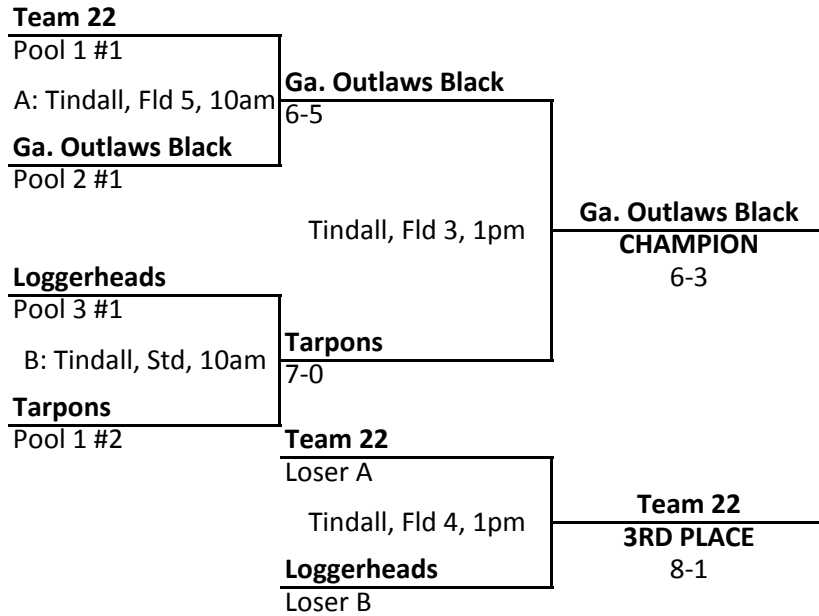 Team 22
Pool 1 #1
A: Tindall, Fld 5, 10am
Ga. Outlaws Black
6-5
Ga. Outlaws Black
Pool 2 #1
Tindall, Fld 3, 1pm
Ga. Outlaws Black
CHAMPION
6-3
Loggerheads
Pool 3 #1
B: Tindall, Std, 10am
Tarpons
7-0
Tarpons
Pool 1 #2
Team 22
Loser A
Tindall, Fld 4, 1pm
Team 22
3RD PLACE
8-1
Loggerheads
Loser B